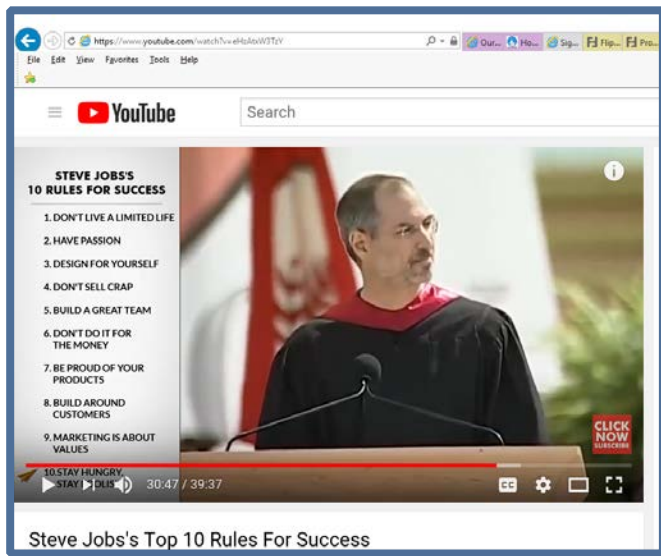 https://www.youtube.com/watch?v=eHzAtxW3TzY
Our... Ho... Sig... Flip... Pro...
File Edit View Favorites Tools Help
YouTube
Search
STEVE JOBS'S
10 RULES FOR SUCCESS
1. DON'T LIVE A LIMITED LIFE
2. HAVE PASSION
3. DESIGN FOR YOURSELF
4. DON'T SELL CRAP
5. BUILD A GREAT TEAM
6. DON'T DO IT FOR
THE MONEY
7. BE PROUD OF YOUR
PRODUCTS
8. BUILD AROUND
CUSTOMERS
9. MARKETING IS ABOUT
VALUES
10. STAY HUNGRY,
STAY FOOLISH
CLICK
NOW
SUBSCRIBE
30:47 / 39:37
CC
Steve Jobs's Top 10 Rules For Success